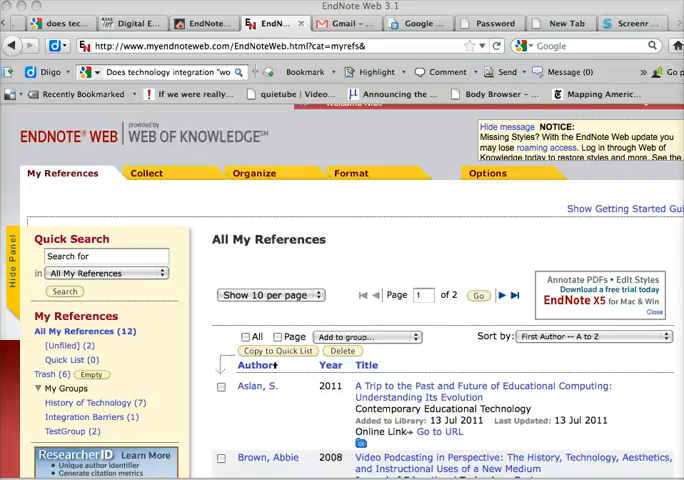 EndNote Web 3.1
does tec...
Digital E...
EndNote...
EndN...
Gmail - ...
Google ...
Password
New Tab
Screenr ...
http://www.myendnoteweb.com/EndNoteWeb.html?cat=myrefs&
Google
Diigo
Does technology integration "wo
Bookmark
Highlight
Comment
Send
Message (0)
Go p
Recently Bookmarked
If we were really...
quietube | Video...
Announcing the...
Body Browser - ...
Mapping Americ...
ENDNOTE® WEB
provided by
WEB OF KNOWLEDGE℠
Hide message NOTICE:
Missing Styles? With the EndNote Web update you
may lose roaming access. Log in through Web of
Knowledge today to restore styles and more. See the
My References
Collect
Organize
Format
Options
Show Getting Started Gui
Hide Panel
Quick Search
Search for
in All My References
Search
My References
All My References (12)
[Unfiled] (2)
Quick List (0)
Trash (6) Empty
My Groups
History of Technology (7)
Integration Barriers (1)
TestGroup (2)
ResearcherID
Learn More
Unique author identifier
Generate citation metrics
All My References
Show 10 per page
Page 1 of 2 Go
Annotate PDFs • Edit Styles
Download a free trial today
EndNote X5 for Mac & Win
Close
All Page Add to group...
Sort by: First Author -- A to Z
Copy to Quick List Delete
Author Year Title
Aslan, S. 2011 A Trip to the Past and Future of Educational Computing:
Understanding Its Evolution
Contemporary Educational Technology
Added to Library: 13 Jul 2011 Last Updated: 13 Jul 2011
Online Link→ Go to URL
Brown, Abbie 2008 Video Podcasting in Perspective: The History, Technology, Aesthetics,
and Instructional Uses of a New Medium